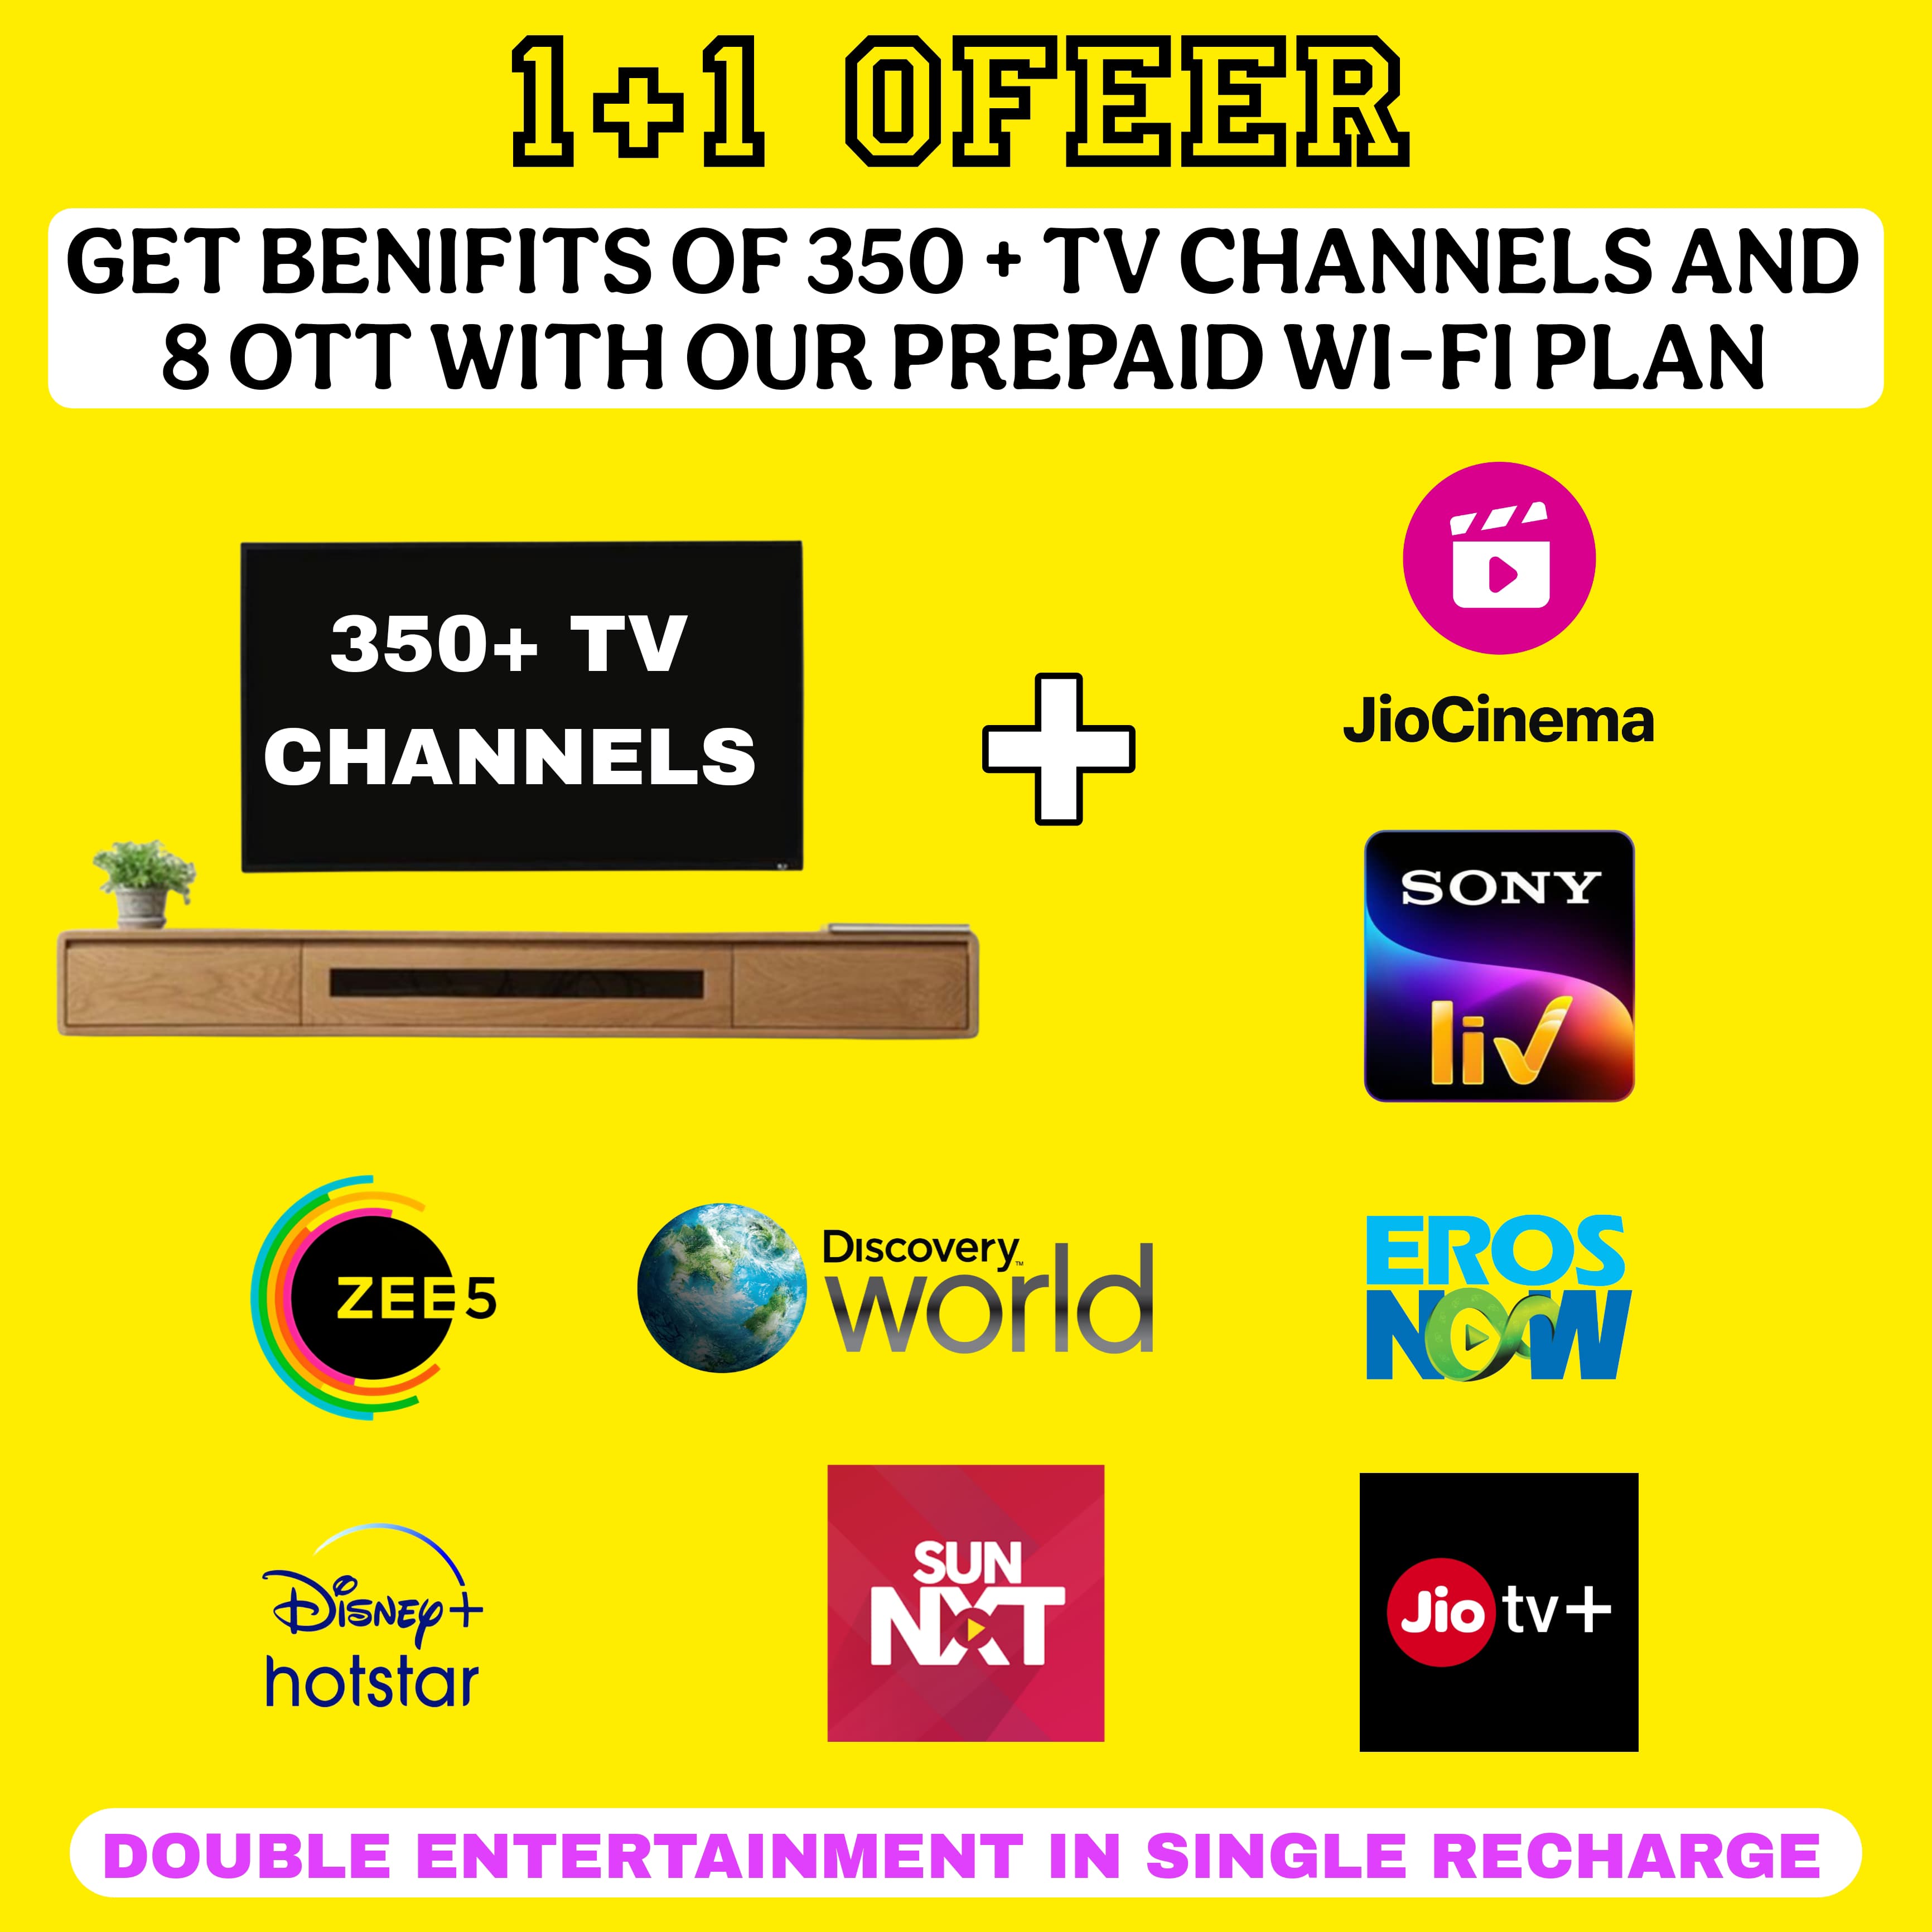 1+1 OFEER
GET BENIFITS OF 350 + TV CHANNELS AND
8 OTT WITH OUR PREPAID WI-FI PLAN
350+ TV
CHANNELS
JioCinema
SONY
liv
ZEE5
Discovery™
world
EROS
NOW
Disney+
hotstar
SUN
NXT
Jio tv+
DOUBLE ENTERTAINMENT IN SINGLE RECHARGE